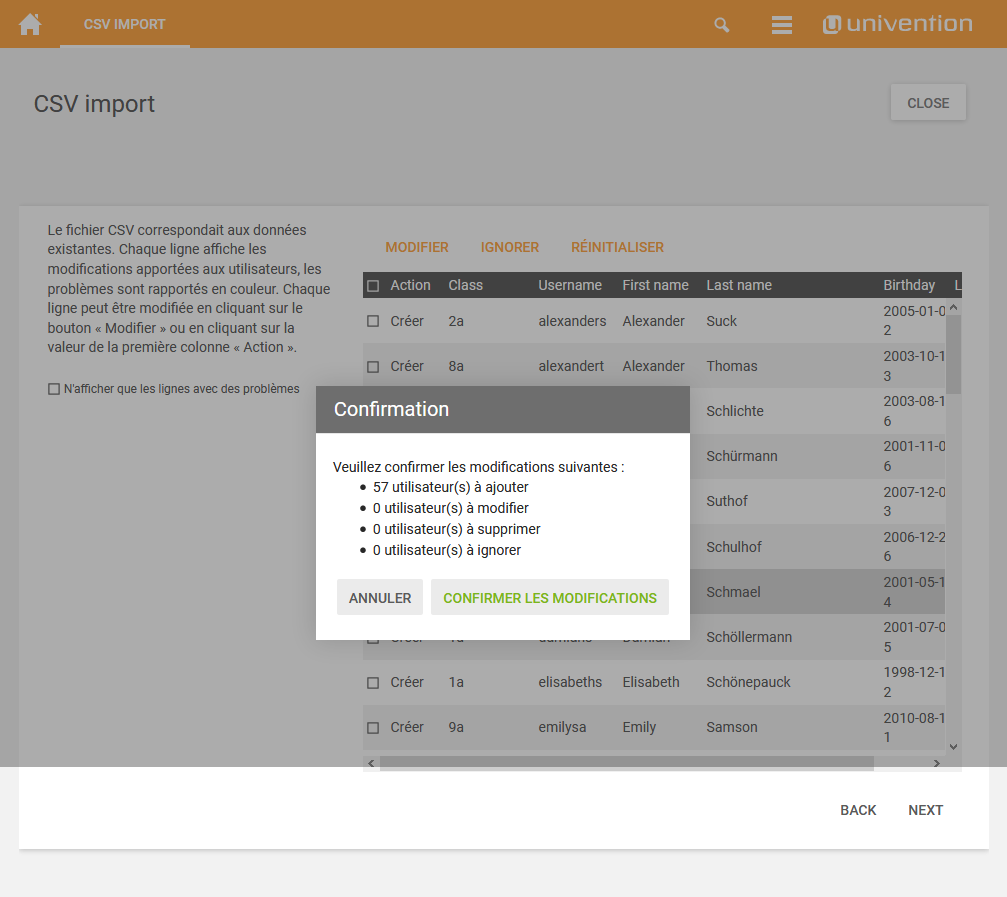 CSV IMPORT
univention
CSV import
CLOSE
Le fichier CSV correspondait aux données
existantes. Chaque ligne affiche les
modifications apportées aux utilisateurs, les
problèmes sont rapportés en couleur. Chaque
ligne peut être modifiée en cliquant sur le
bouton « Modifier » ou en cliquant sur la
valeur de la première colonne « Action ».
N'afficher que les lignes avec des problèmes
MODIFIER IGNORER RÉINITIALISER
Action Class Username First name Last name Birthday L
Créer 2a alexanders Alexander Suck 2005-01-0
2
Créer 8a alexandert Alexander Thomas 2003-10-1
3
Schlichte 2003-08-1
6
Schürmann 2001-11-0
6
Suthof 2007-12-0
3
Schulhof 2006-12-2
6
Schmael 2001-05-1
4
Schöllermann 2001-07-0
5
Créer 1a elisabeths Elisabeth Schönepauck 1998-12-1
2
Créer 9a emilysa Emily Samson 2010-08-1
1
Confirmation
Veuillez confirmer les modifications suivantes :
57 utilisateur(s) à ajouter
0 utilisateur(s) à modifier
0 utilisateur(s) à supprimer
0 utilisateur(s) à ignorer
ANNULER CONFIRMER LES MODIFICATIONS
BACK NEXT